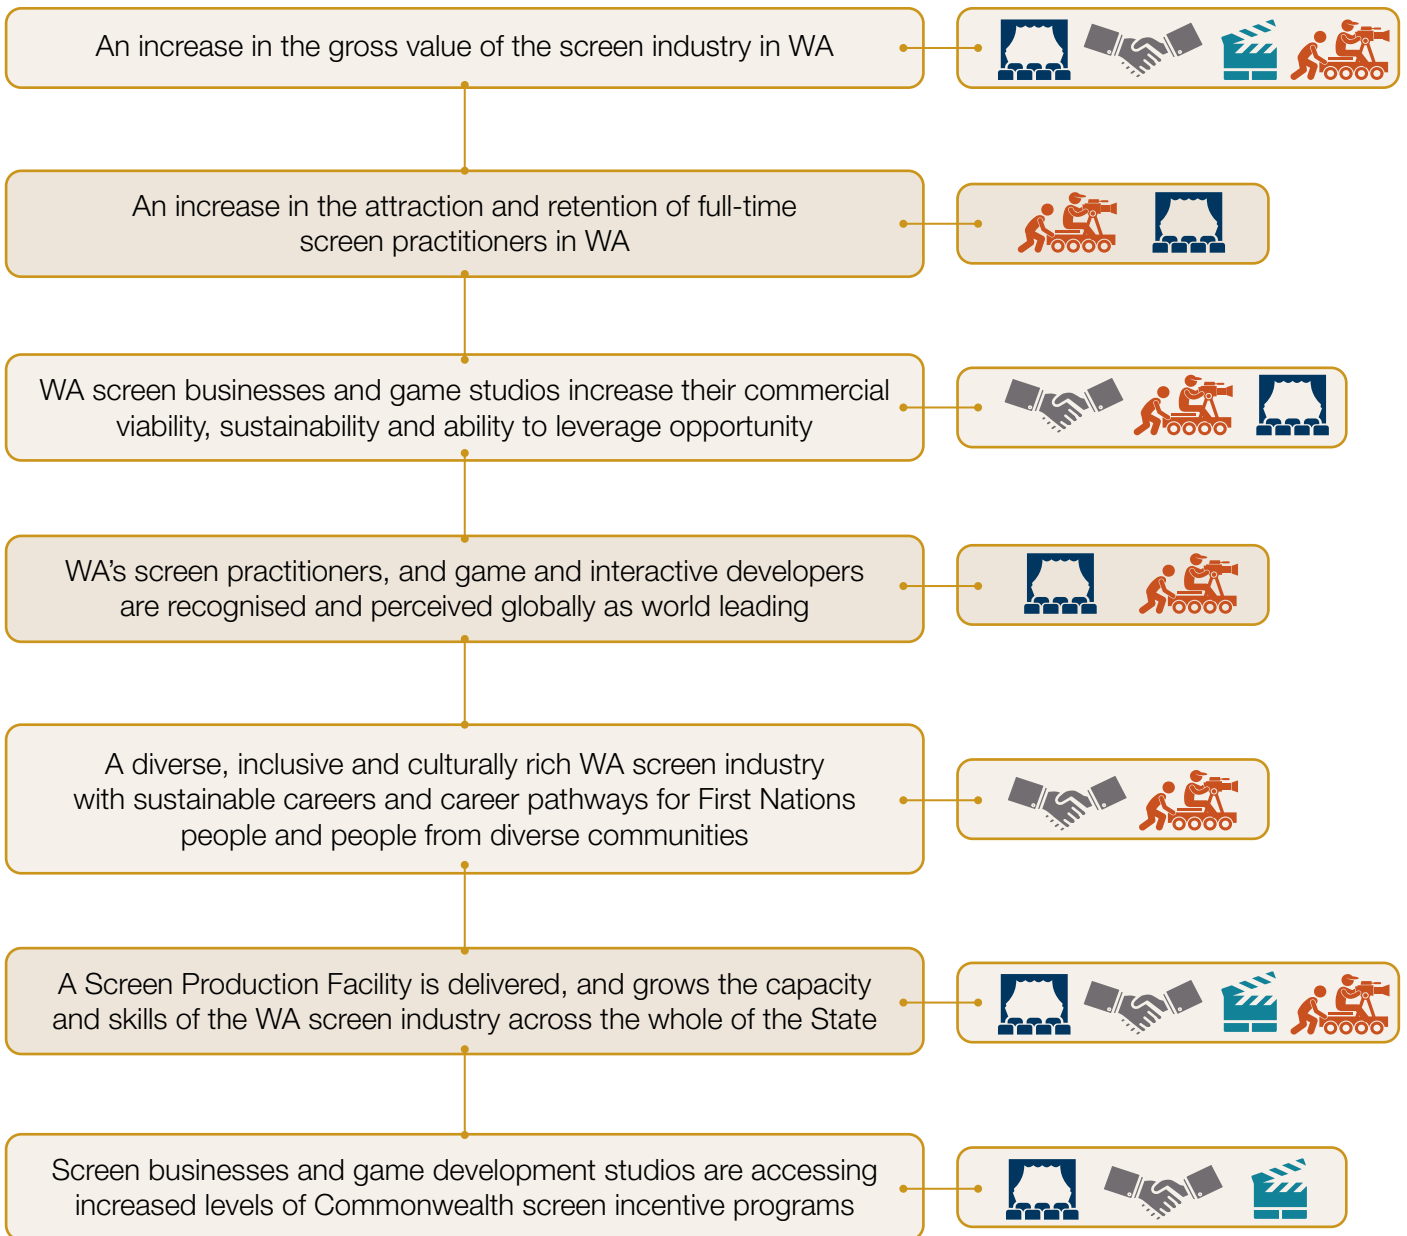 An increase in the gross value of the screen industry in WA
An increase in the attraction and retention of full-time
screen practitioners in WA
WA screen businesses and game studios increase their commercial
viability, sustainability and ability to leverage opportunity
WA’s screen practitioners, and game and interactive developers
are recognised and perceived globally as world leading
A diverse, inclusive and culturally rich WA screen industry
with sustainable careers and career pathways for First Nations
people and people from diverse communities
A Screen Production Facility is delivered, and grows the capacity
and skills of the WA screen industry across the whole of the State
Screen businesses and game development studios are accessing
increased levels of Commonwealth screen incentive programs